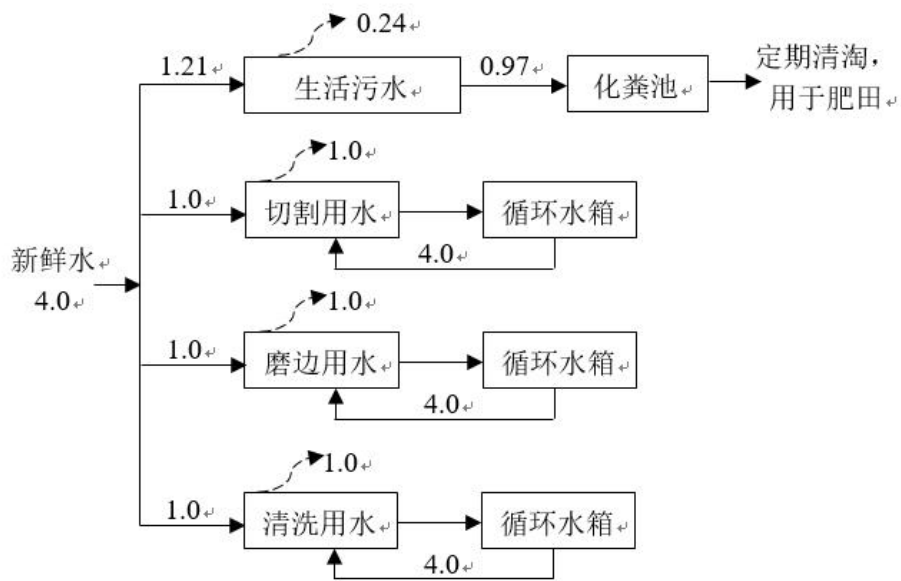 0.24
1.21
生活污水
0.97
化粪池
定期清淘，
用于肥田
1.0
1.0
切割用水
循环水箱
4.0
新鲜水
4.0
1.0
1.0
磨边用水
循环水箱
4.0
1.0
1.0
清洗用水
循环水箱
4.0